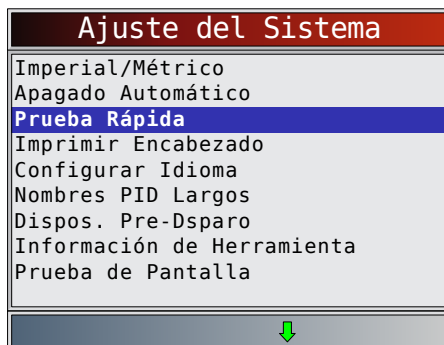 Ajuste del Sistema
Imperial/Métrico
Apagado Automático
Prueba Rápida
Imprimir Encabezado
Configurar Idioma
Nombres PID Largos
Dispos. Pre-Dsparo
Información de Herramienta
Prueba de Pantalla